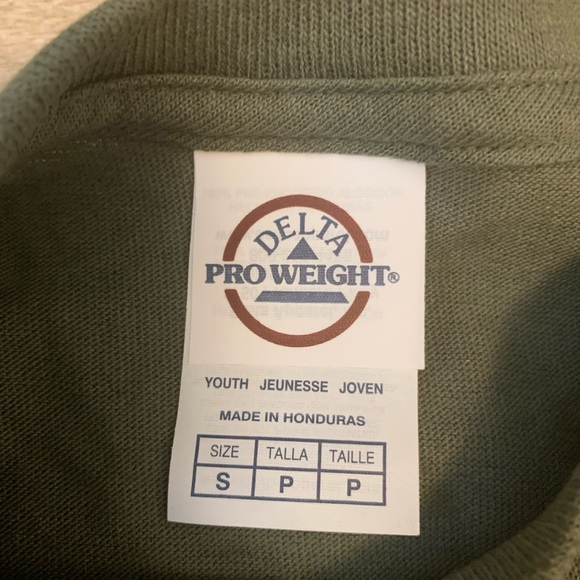 DELTA
PRO WEIGHT®
YOUTH JEUNESSE JOVEN
MADE IN HONDURAS
SIZE TALLA TAILLE
S P P